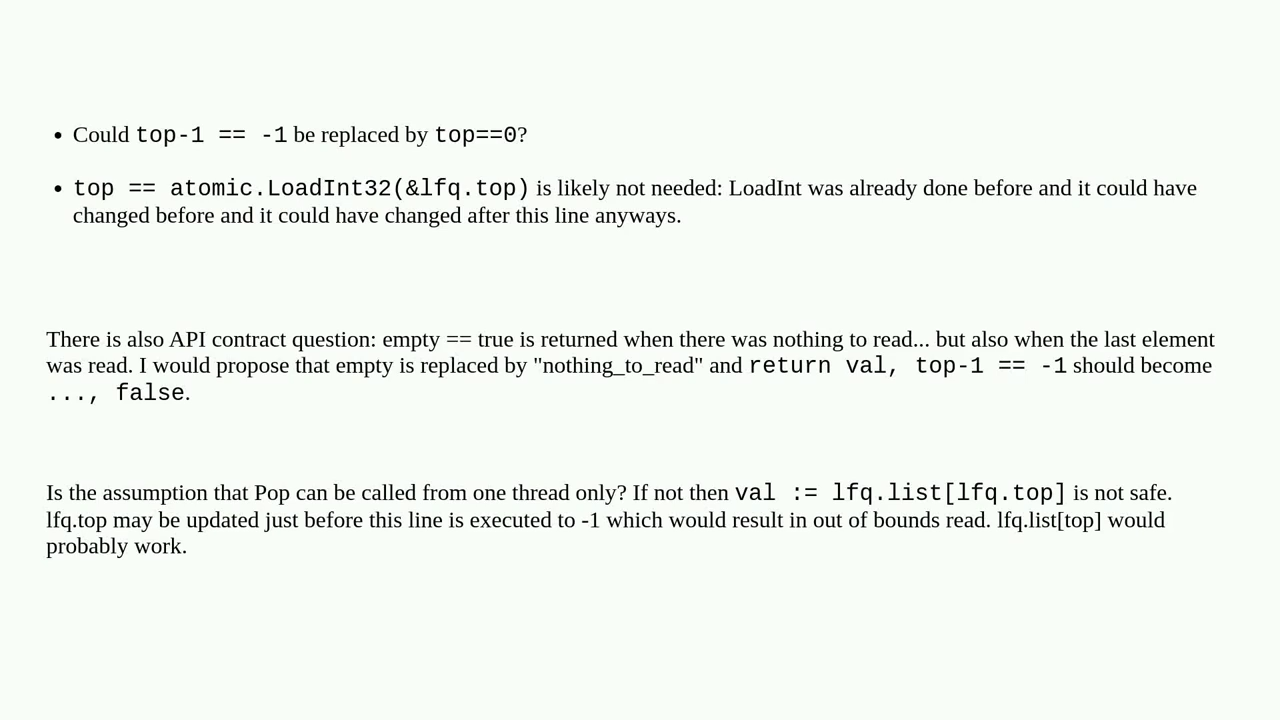 • Could top-1 == -1 be replaced by top==0?
• top == atomic.LoadInt32(&lfq.top) is likely not needed: LoadInt was already done before and it could have
changed before and it could have changed after this line anyways.
There is also API contract question: empty == true is returned when there was nothing to read... but also when the last element
was read. I would propose that empty is replaced by "nothing_to_read" and return val, top-1 == -1 should become
..., false.
Is the assumption that Pop can be called from one thread only? If not then val := lfq.list[lfq.top] is not safe.
lfq.top may be updated just before this line is executed to -1 which would result in out of bounds read. lfq.list[top] would
probably work.